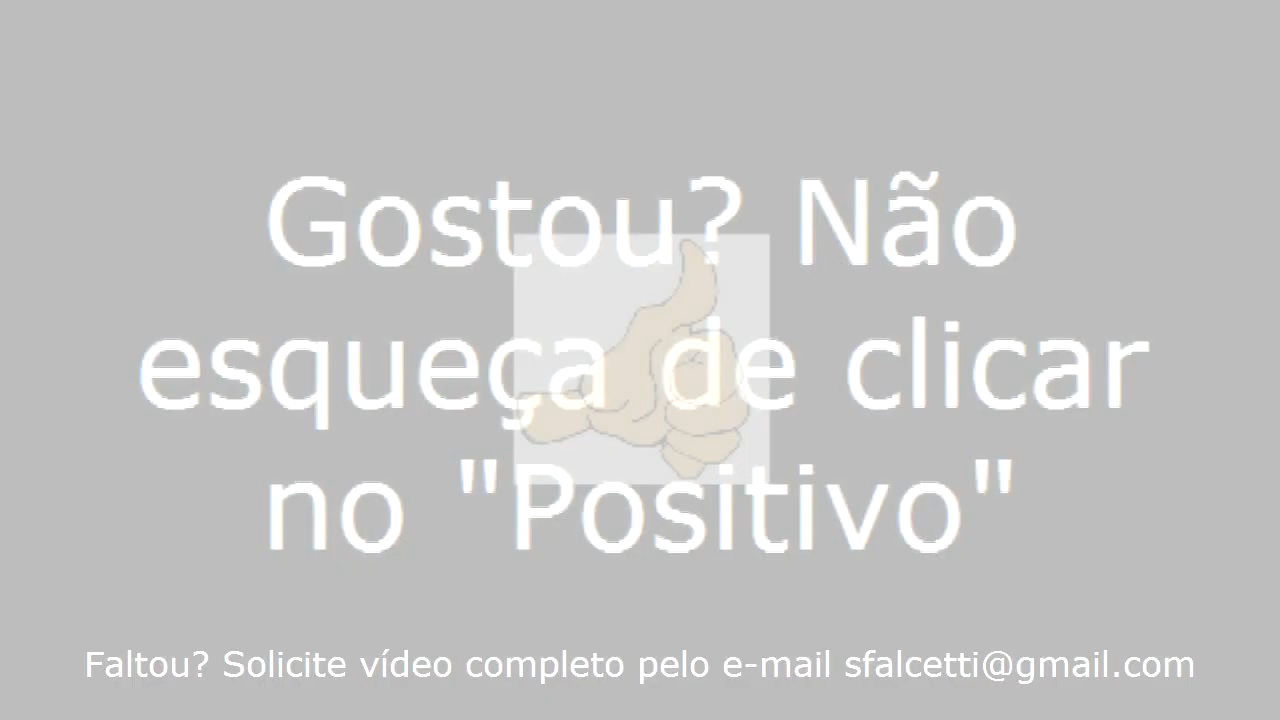 Gostou? Não
esqueça de clicar
no "Positivo"
Faltou? Solicite vídeo completo pelo e-mail sfalcetti@gmail.com